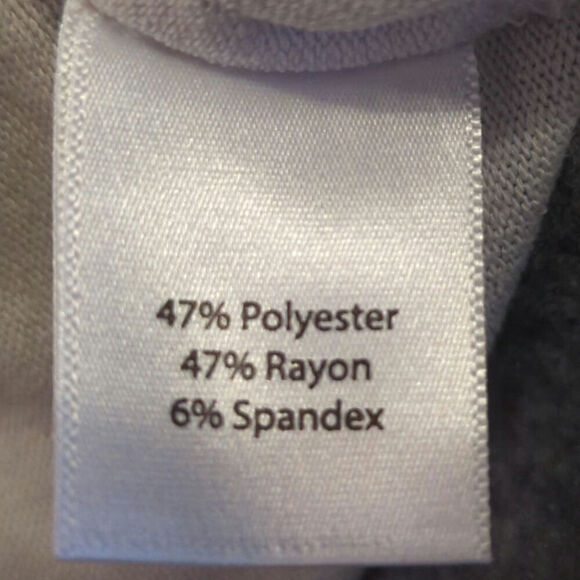 47% Polyester
47% Rayon
6% Spandex